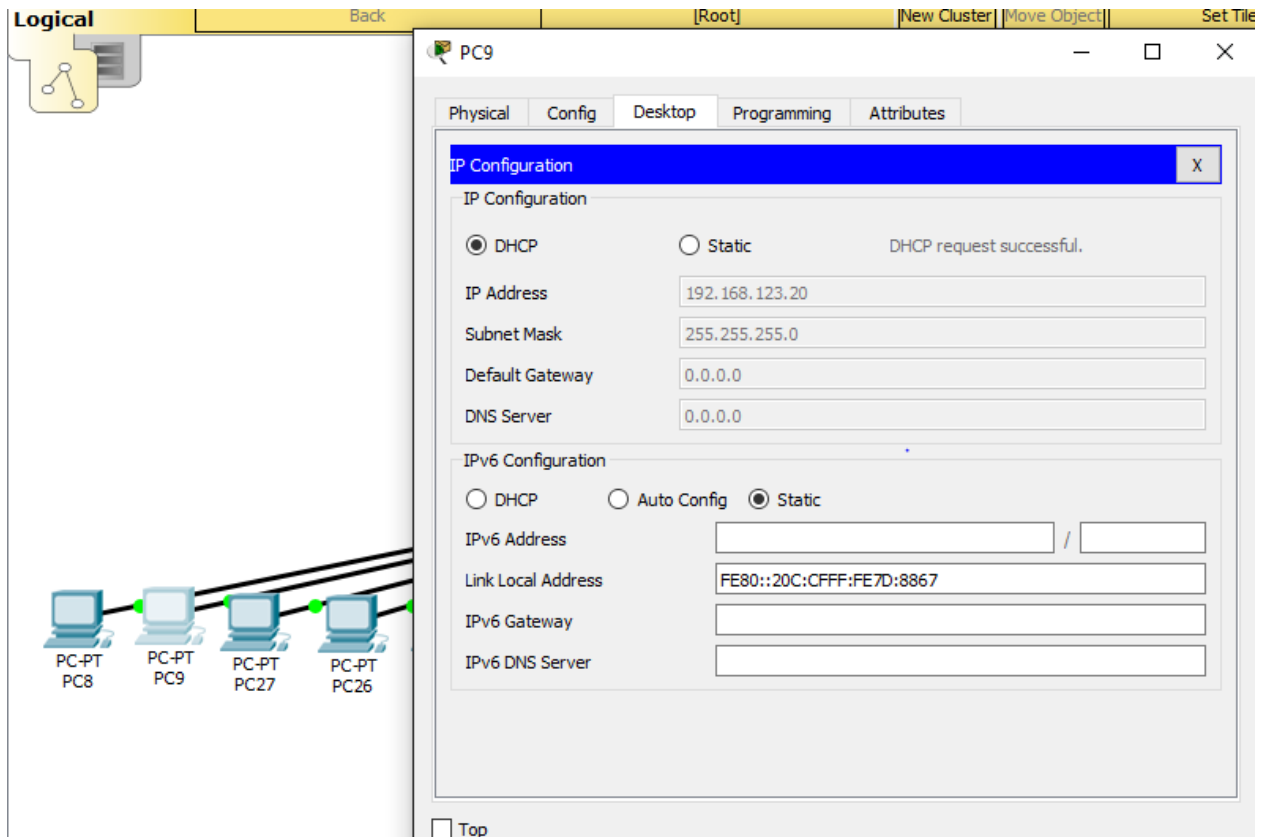 Logical
Back
[Root]
New Cluster
Move Object
Set Tile
PC9
Physical
Config
Desktop
Programming
Attributes
IP Configuration
X
IP Configuration
DHCP
Static
DHCP request successful.
IP Address
192.168.123.20
Subnet Mask
255.255.255.0
Default Gateway
0.0.0.0
DNS Server
0.0.0.0
IPv6 Configuration
DHCP
Auto Config
Static
IPv6 Address
/
Link Local Address
FE80::20C:CFFF:FE7D:8867
IPv6 Gateway
IPv6 DNS Server
Top
PC-PT
PC8
PC-PT
PC9
PC-PT
PC27
PC-PT
PC26